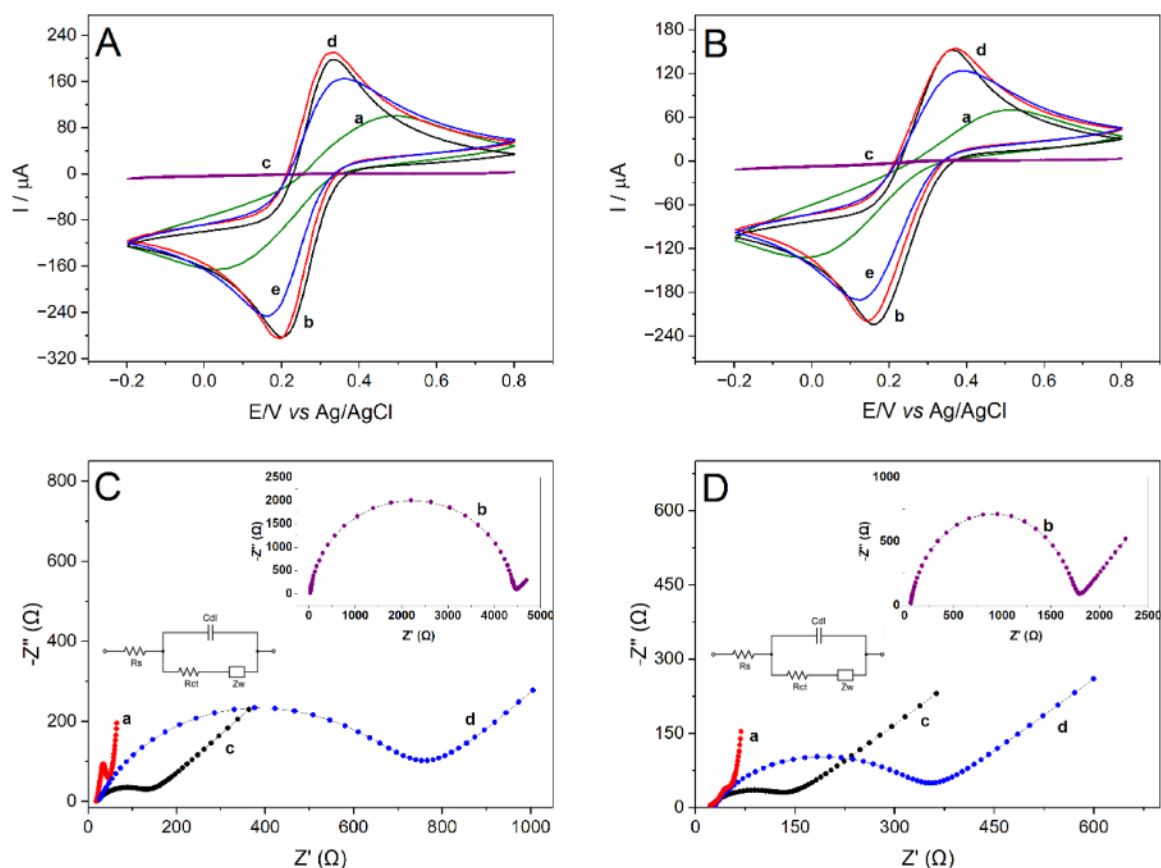 A
240
160
80
0
−80
−160
−240
−320
I / μA
d
a
c
e
b
−0.2 0.0 0.2 0.4 0.6 0.8
E/V vs Ag/AgCl
B
180
120
60
0
−60
−120
−180
−240
I / μA
d
a
c
e
b
−0.2 0.0 0.2 0.4 0.6 0.8
E/V vs Ag/AgCl
C
800
600
400
200
0
-Z" (Ω)
2500
2000
1500
1000
500
0
-Z" (Ω)
b
0 1000 2000 3000 4000 5000
Z' (Ω)
Cdl
Rs
Rct Zw
a
c
d
0 200 400 600 800 1000
Z' (Ω)
D
675
450
225
0
-Z" (Ω)
1000
500
0
-Z" (Ω)
b
0 500 1000 1500 2000 2500
Z' (Ω)
Cdl
Rs
Rct Zw
a
c
d
0 150 300 450 600
Z' (Ω)